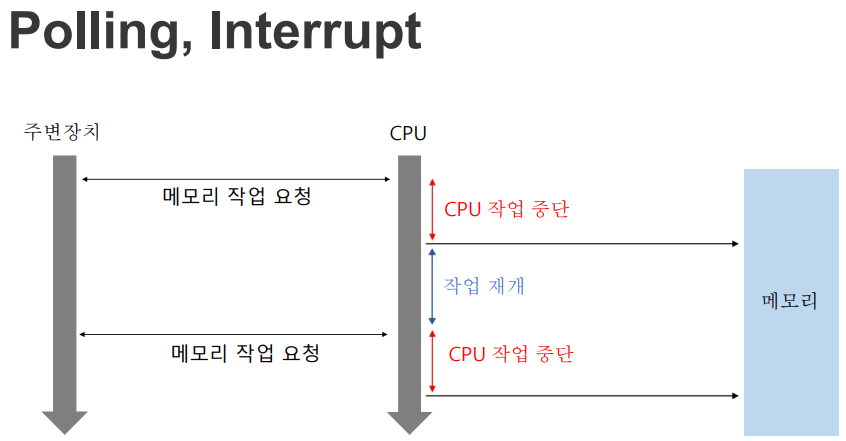 Polling, Interrupt
주변장치
CPU
메모리 작업 요청
CPU 작업 중단
작업 재개
메모리
메모리 작업 요청
CPU 작업 중단